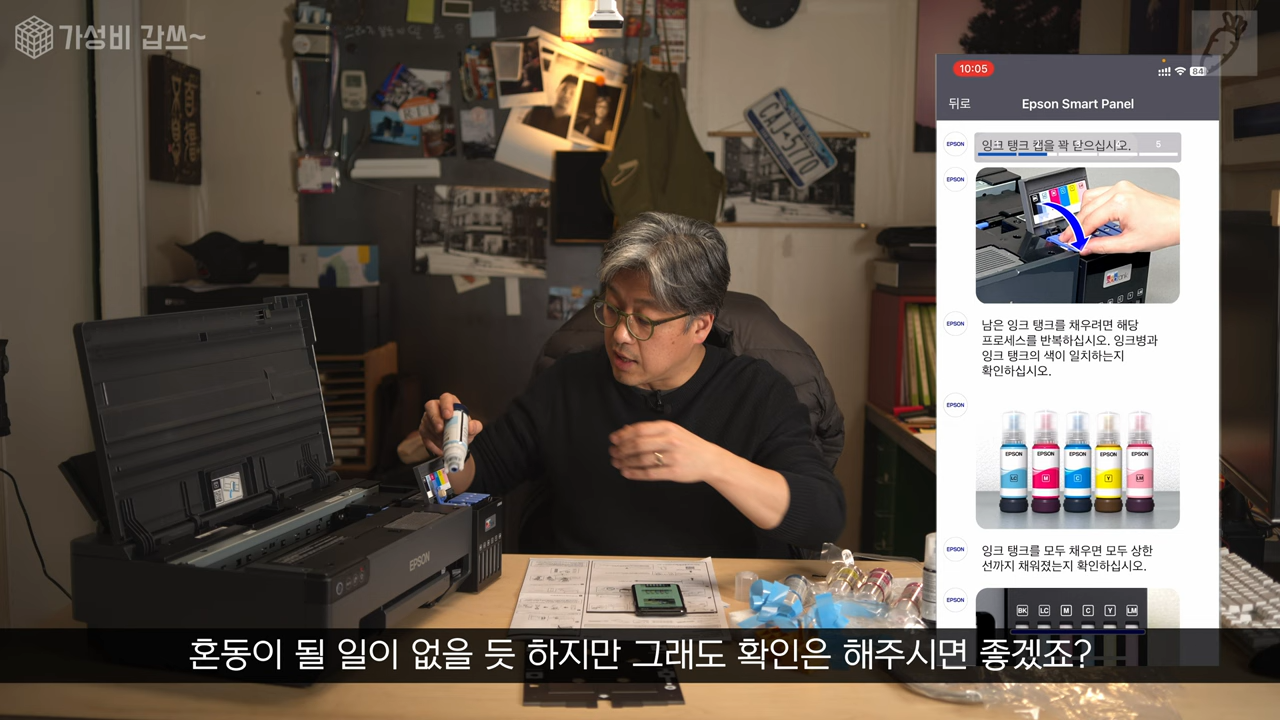 가성비 갑쓰~
CAJ-5700
EPSON
10:05
84
뒤로
Epson Smart Panel
EPSON
잉크 탱크 캡을 꽉 닫으십시오.
5
EPSON
EPSON
남은 잉크 탱크를 채우려면 해당
프로세스를 반복하십시오. 잉크병과
잉크 탱크의 색이 일치하는지
확인하십시오.
EPSON
EPSON EPSON EPSON EPSON EPSON
LC M C Y LM
EPSON
잉크 탱크를 모두 채우면 모두 상한
선까지 채워졌는지 확인하십시오.
EPSON
BK LC M C Y LM
혼동이 될 일이 없을 듯 하지만 그래도 확인은 해주시면 좋겠죠?